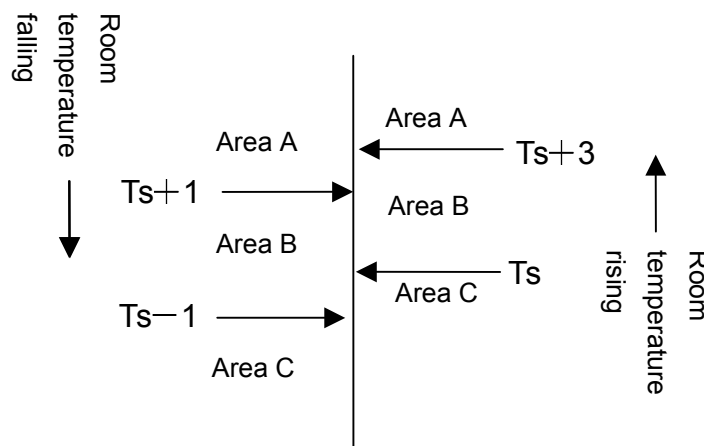 Room
temperature
falling
Area A
Ts+1
Area B
Ts−1
Area C
Area A
Ts+3
Area B
Ts
Area C
Room
temperature
rising